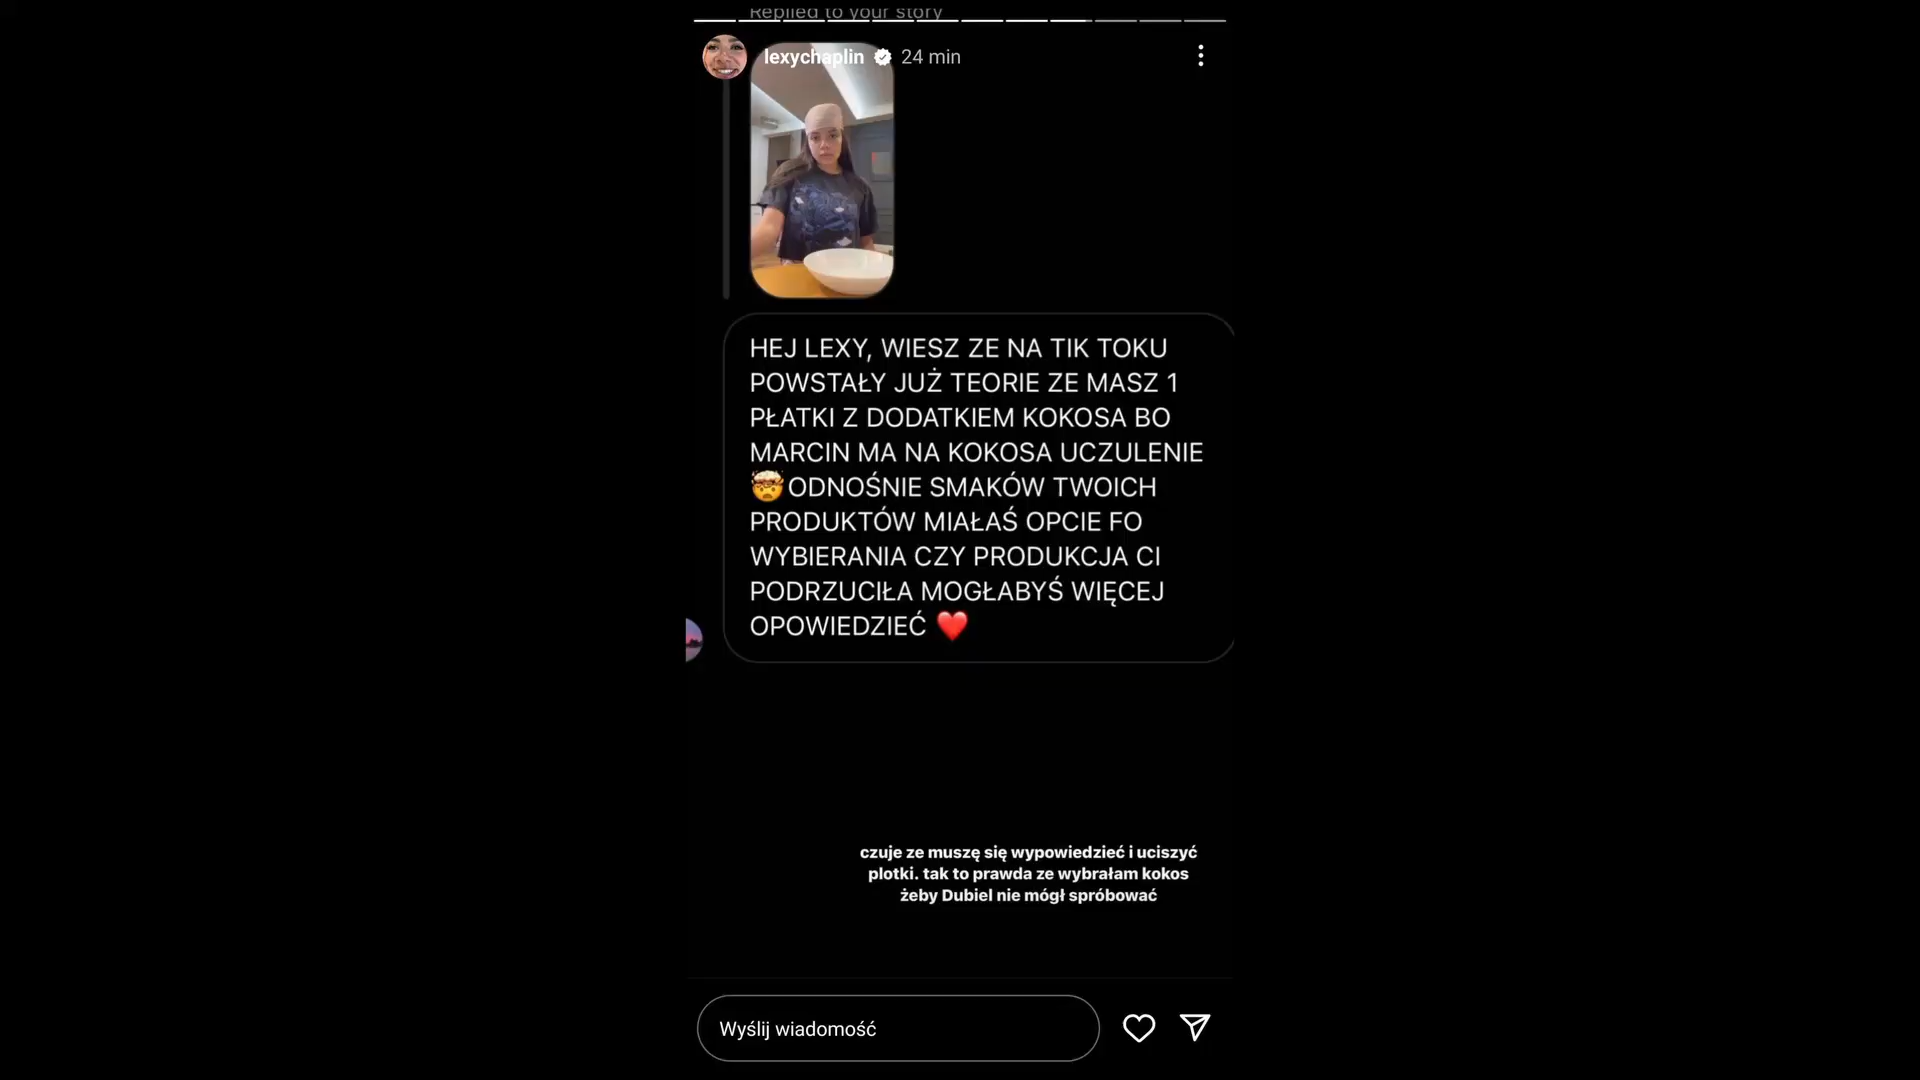 Replied to your story
lexychaplin 24 min
HEJ LEXY, WIESZ ZE NA TIK TOKU
POWSTAŁY JUŻ TEORIE ZE MASZ 1
PŁATKI Z DODATKIEM KOKOSA BO
MARCIN MA NA KOKOSA UCZULENIE
🤯ODNOŚNIE SMAKÓW TWOICH
PRODUKTÓW MIAŁAŚ OPCIE FO
WYBIERANIA CZY PRODUKCJA CI
PODRZUCIŁA MOGŁABYŚ WIĘCEJ
OPOWIEDZIEĆ ❤️
czuje ze muszę się wypowiedzieć i uciszyć
plotki. tak to prawda ze wybrałam kokos
żeby Dubiel nie mógł spróbować
Wyślij wiadomość